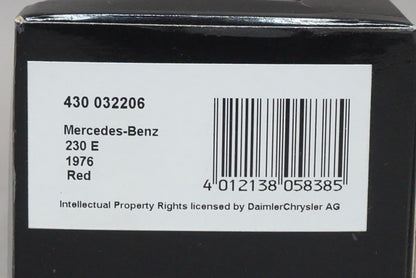 430 032206
Mercedes-Benz
230 E
1976
Red
4 012138 058385
Intellectual Property Rights licensed by DaimlerChrysler AG